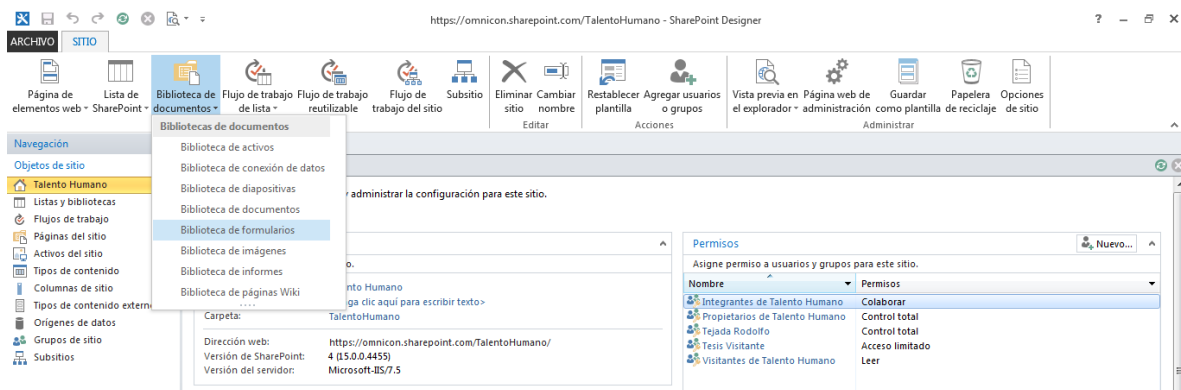 https://omnicon.sharepoint.com/TalentoHumano - SharePoint Designer
ARCHIVO SITIO
Página de elementos web
Lista de SharePoint
Biblioteca de documentos
Flujo de trabajo de lista
Flujo de trabajo reutilizable
Flujo de trabajo del sitio
Subsitio
Eliminar sitio
Cambiar nombre
Restablecer plantilla
Agregar usuarios o grupos
Vista previa en el explorador
Página web de administración
Guardar como plantilla
Papelera de reciclaje
Opciones de sitio
Editar
Acciones
Administrar
Bibliotecas de documentos
Biblioteca de activos
Biblioteca de conexión de datos
Biblioteca de diapositivas
Biblioteca de documentos
Biblioteca de formularios
Biblioteca de imágenes
Biblioteca de informes
Biblioteca de páginas Wiki
Navegación
Objetos de sitio
Talento Humano
Listas y bibliotecas
Flujos de trabajo
Páginas del sitio
Activos del sitio
Tipos de contenido
Columnas de sitio
Tipos de contenido extern
Orígenes de datos
Grupos de sitio
Subsitios
y administrar la configuración para este sitio.
o.
nto Humano
ga clic aquí para escribir texto>
Carpeta: TalentoHumano
Dirección web: https://omnicon.sharepoint.com/TalentoHumano/
Versión de SharePoint: 4 (15.0.0.4455)
Versión del servidor: Microsoft-IIS/7.5
Permisos
Nuevo...
Asigne permiso a usuarios y grupos para este sitio.
Nombre Permisos
Integrantes de Talento Humano Colaborar
Propietarios de Talento Humano Control total
Tejada Rodolfo Control total
Tesis Visitante Acceso limitado
Visitantes de Talento Humano Leer